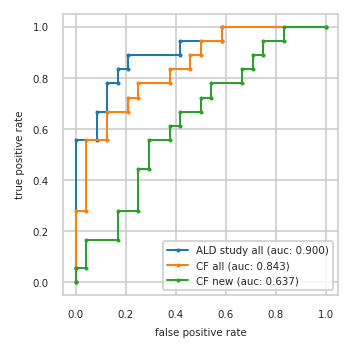 true positive rate
1.0
0.8
0.6
0.4
0.2
0.0
ALD study all (auc: 0.900)
CF all (auc: 0.843)
CF new (auc: 0.637)
0.0 0.2 0.4 0.6 0.8 1.0
false positive rate